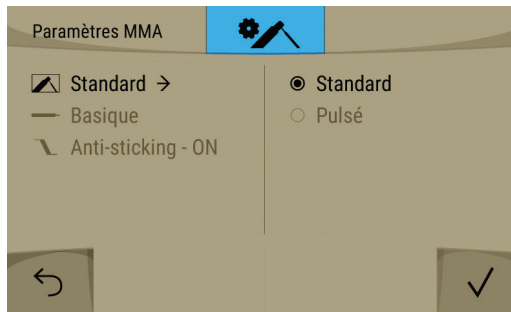 Paramètres MMA
Standard →
Basique
Anti-sticking - ON
Standard
Pulsé